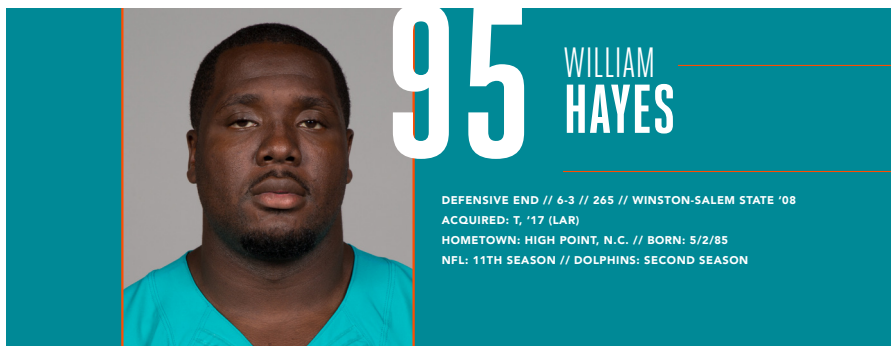 95
WILLIAM
HAYES
DEFENSIVE END // 6-3 // 265 // WINSTON-SALEM STATE ’08
ACQUIRED: T, ‘17 (LAR)
HOMETOWN: HIGH POINT, N.C. // BORN: 5/2/85
NFL: 11TH SEASON // DOLPHINS: SECOND SEASON